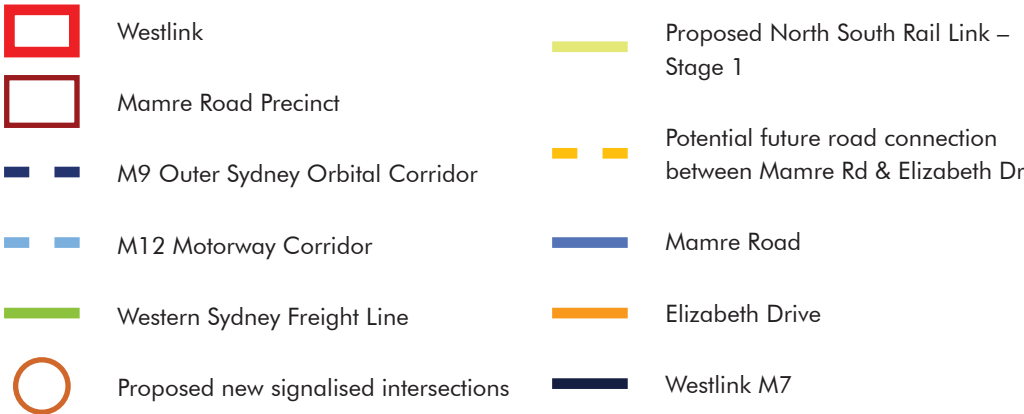 Westlink
Mamre Road Precinct
M9 Outer Sydney Orbital Corridor
M12 Motorway Corridor
Western Sydney Freight Line
Proposed new signalised intersections
Proposed North South Rail Link –
Stage 1
Potential future road connection
between Mamre Rd & Elizabeth Dr
Mamre Road
Elizabeth Drive
Westlink M7